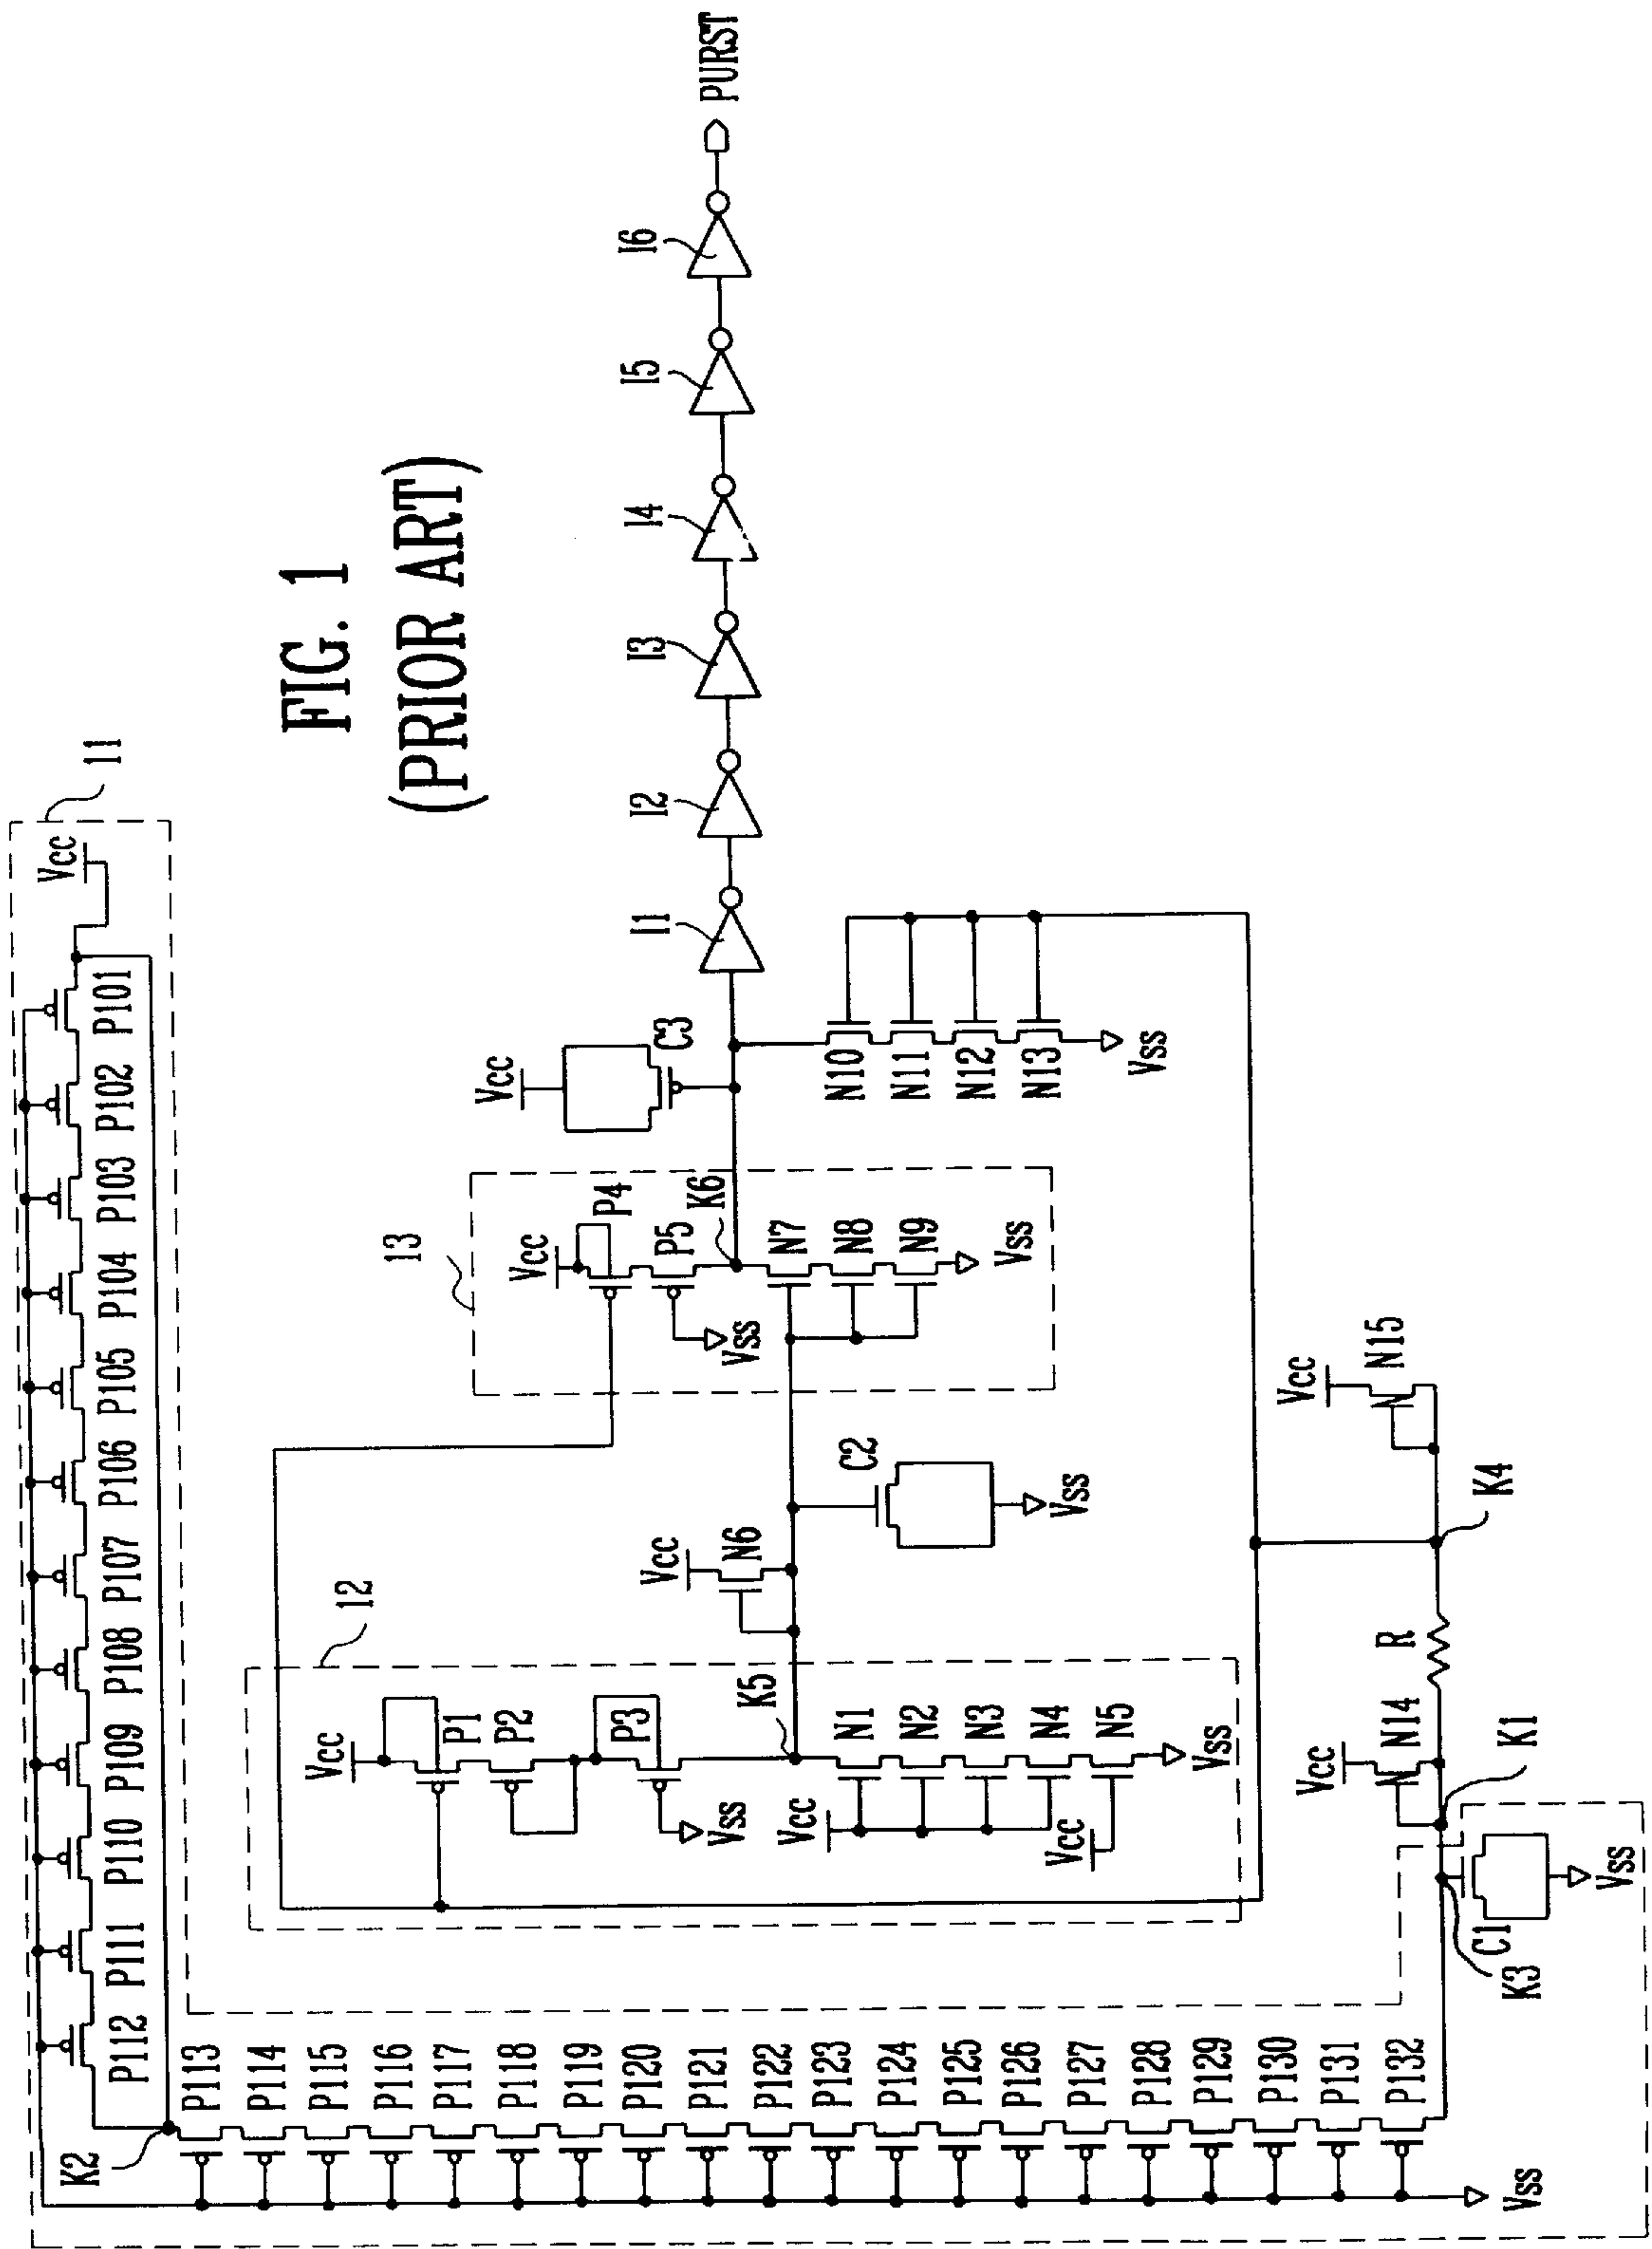 FIG. 1
(PRIOR ART)
11
Vcc
P112 P111 P110 P109 P108 P107 P106 P105 P104 P103 P102 P101
K2
P113
P114
P115
P116
P117
P118
P119
P120
P121
P122
P123
P124
P125
P126
P127
P128
P129
P130
P131
P132
Vss
K3
C1
Vss
K1
Vcc
N14
R
K4
Vcc
N15
12
Vcc
P1
P2
P3
Vss
K5
Vcc
N1
N2
N3
N4
Vcc
N5
Vss
Vcc
N6
C2
Vss
13
Vcc
P4
P5
Vss
K6
N7
N8
N9
Vss
Vcc
C3
N10
N11
N12
N13
Vss
I1 I2 I3 I4 I5 I6
PURST